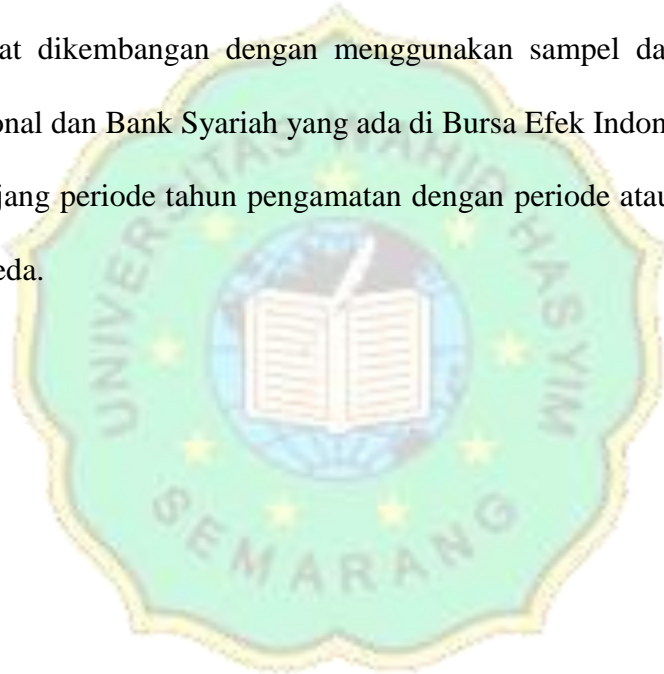 at dikembangan dengan menggunakan sampel da
onal dan Bank Syariah yang ada di Bursa Efek Indon
jang periode tahun pengamatan dengan periode atau
eda.
UNIVERSITAS WAHID HASYIM
SEMARANG